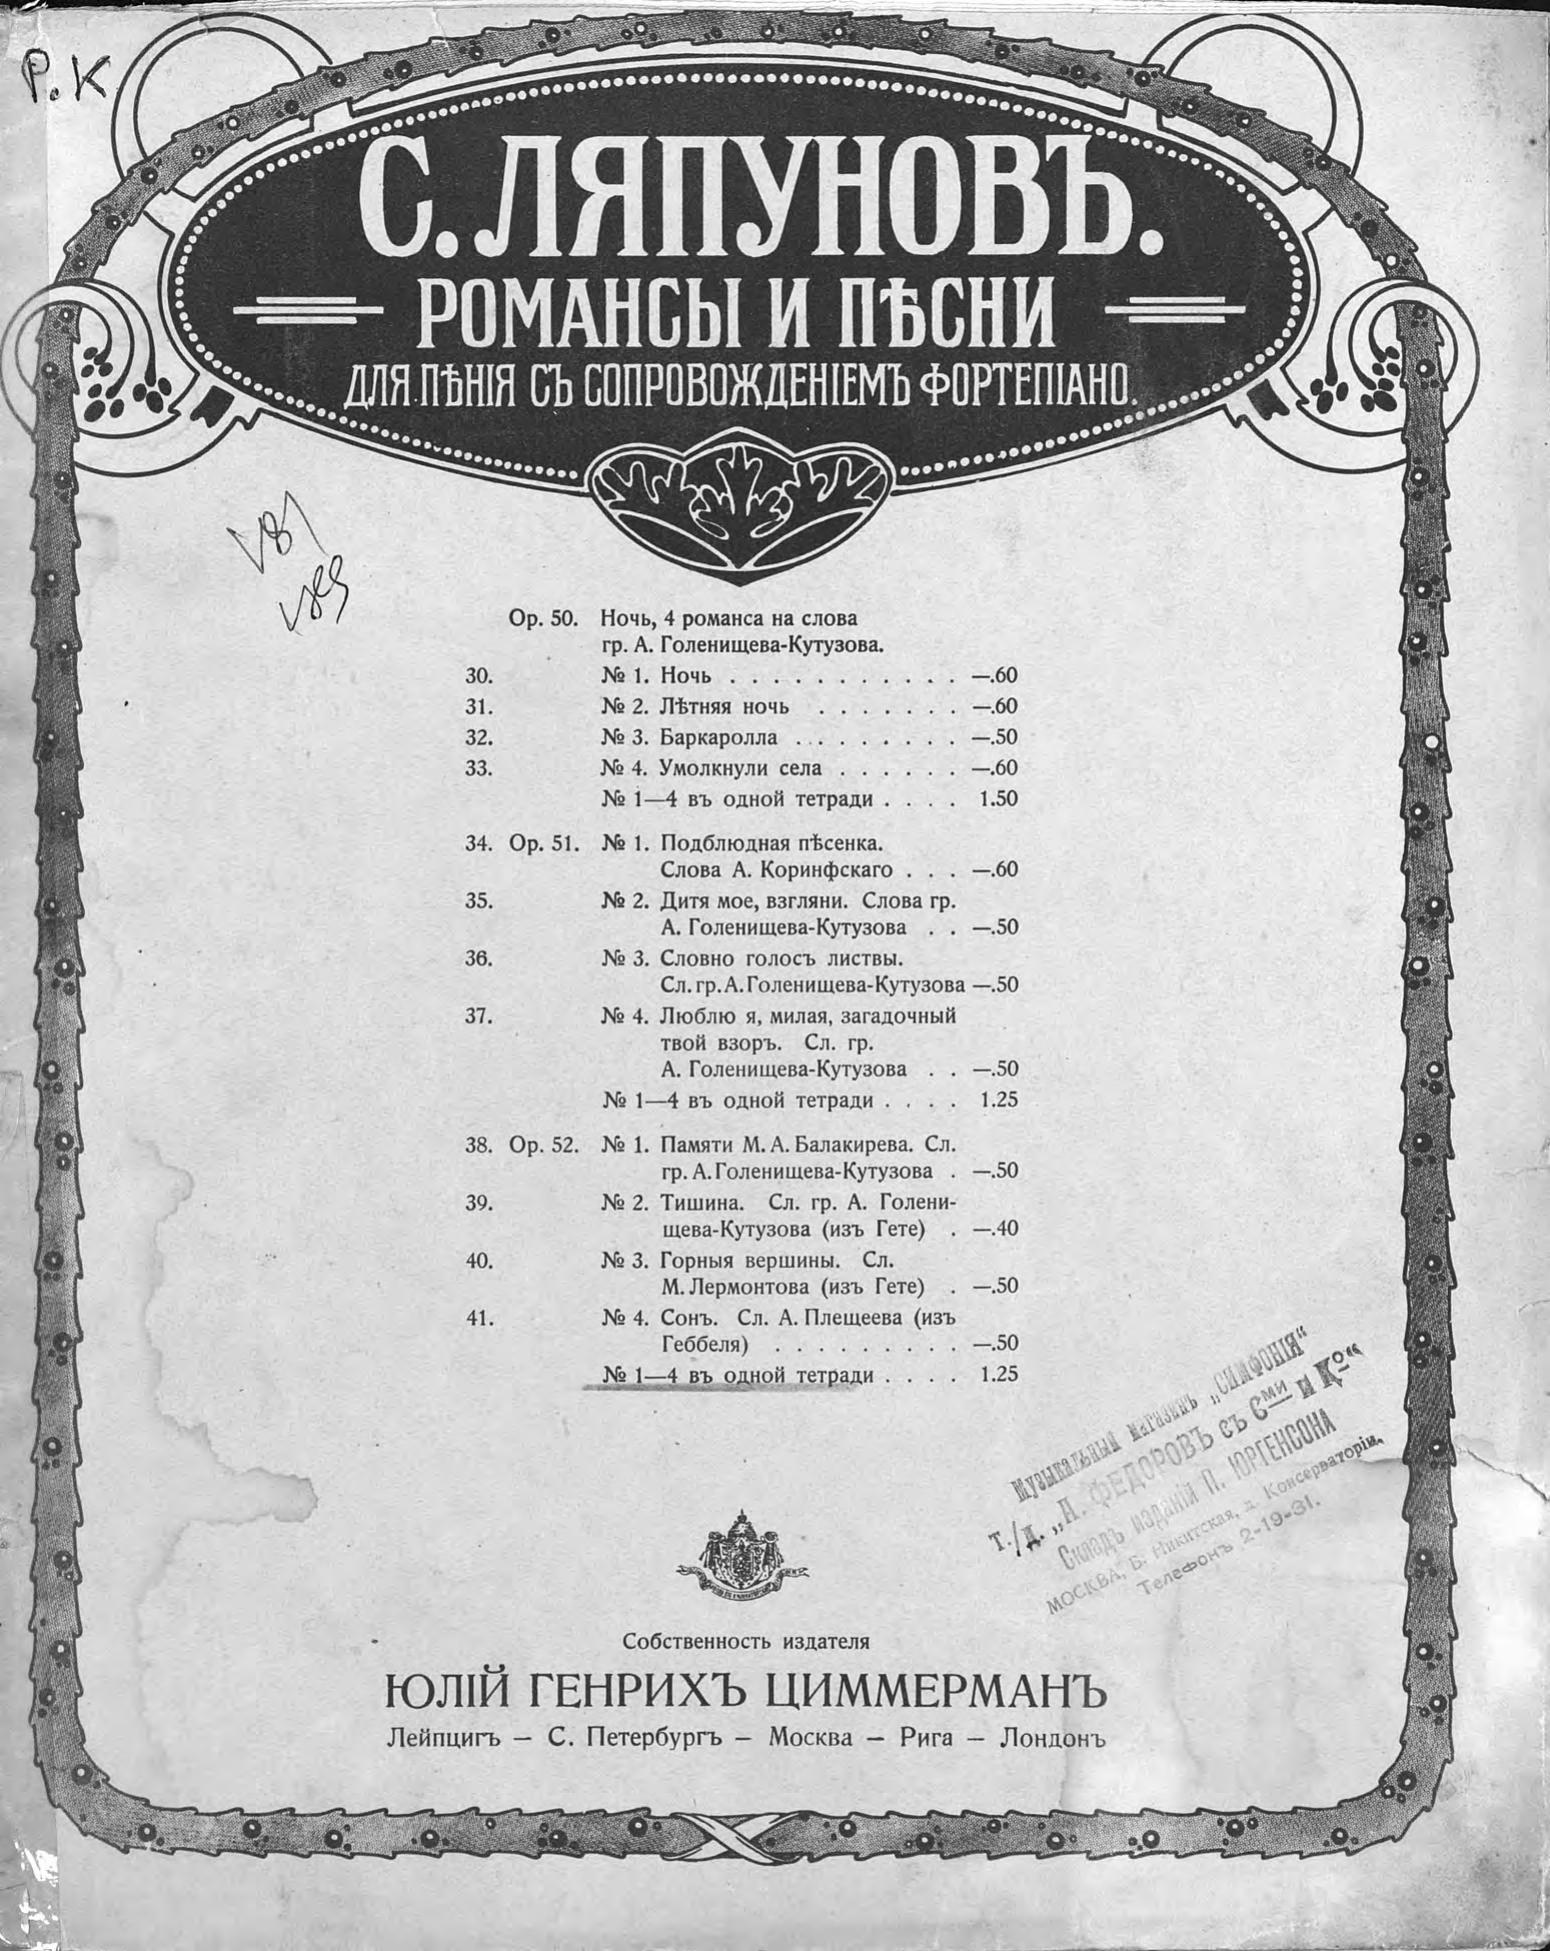 Р. К
С. ЛЯПУНОВЪ.
РОМАНСЫ И ПѢСНИ
ДЛЯ ПѢНІЯ СЪ СОПРОВОЖДЕНІЕМЪ ФОРТЕПІАНО.
Op. 50. Ночь, 4 романса на слова
гр. А. Голенищева-Кутузова.
30. № 1. Ночь . . . . . . . . . . . —.60
31. № 2. Лѣтняя ночь . . . . . . . —.60
32. № 3. Баркаролла . . . . . . . . —.50
33. № 4. Умолкнули села . . . . . . —.60
№ 1—4 въ одной тетради . . . . 1.50
34. Op. 51. № 1. Подблюдная пѣсенка.
Слова А. Коринфскаго . . . —.60
35. № 2. Дитя мое, взгляни. Слова гр.
А. Голенищева-Кутузова . . —.50
36. № 3. Словно голосъ листвы.
Сл. гр. А. Голенищева-Кутузова —.50
37. № 4. Люблю я, милая, загадочный
твой взоръ. Сл. гр.
А. Голенищева-Кутузова . . —.50
№ 1—4 въ одной тетради . . . . 1.25
38. Op. 52. № 1. Памяти М. А. Балакирева. Сл.
гр. А. Голенищева-Кутузова . —.50
39. № 2. Тишина. Сл. гр. А. Голени-
щева-Кутузова (изъ Гете) . —.40
40. № 3. Горныя вершины. Сл.
М. Лермонтова (изъ Гете) . —.50
41. № 4. Сонъ. Сл. А. Плещеева (изъ
Геббеля) . . . . . . . . . —.50
№ 1—4 въ одной тетради . . . . 1.25
Музыкальный магазинъ „СИМФОНІЯ“
Т./Д. „А. ФЕДОРОВЪ съ Сми и Ко“
Складъ изданій П. ЮРГЕНСОНА
МОСКВА, Б. Никитская, д. Консерваторіи.
Телефонъ 2-19-31.
Собственность издателя
ЮЛІЙ ГЕНРИХЪ ЦИММЕРМАНЪ
Лейпцигъ — С. Петербургъ — Москва — Рига — Лондонъ